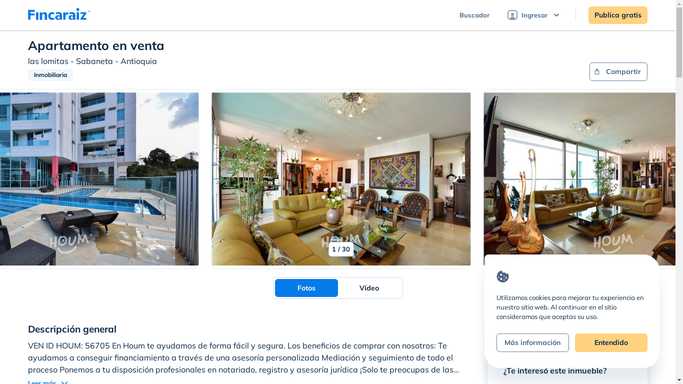 Fincaraiz
Buscador
Ingresar
Publica gratis
Apartamento en venta
las lomitas - Sabaneta - Antioquia
Inmobiliaria
Compartir
HOUM
HOUM
HOUM
1 / 30
Fotos
Video
Utilizamos cookies para mejorar tu experiencia en
nuestro sitio web. Al continuar en el sitio
consideramos que aceptas su uso.
Más información
Entendido
Descripción general
VEN ID HOUM: 56705 En Houm te ayudamos de forma fácil y segura. Los beneficios de comprar con nosotros: Te
ayudamos a conseguir financiamiento a través de una asesoría personalizada Mediación y seguimiento de todo el
proceso Ponemos a tu disposición profesionales en notariado, registro y asesoría jurídica ¡Solo te preocupas de las...
Leer más
¿Te interesó este inmueble?